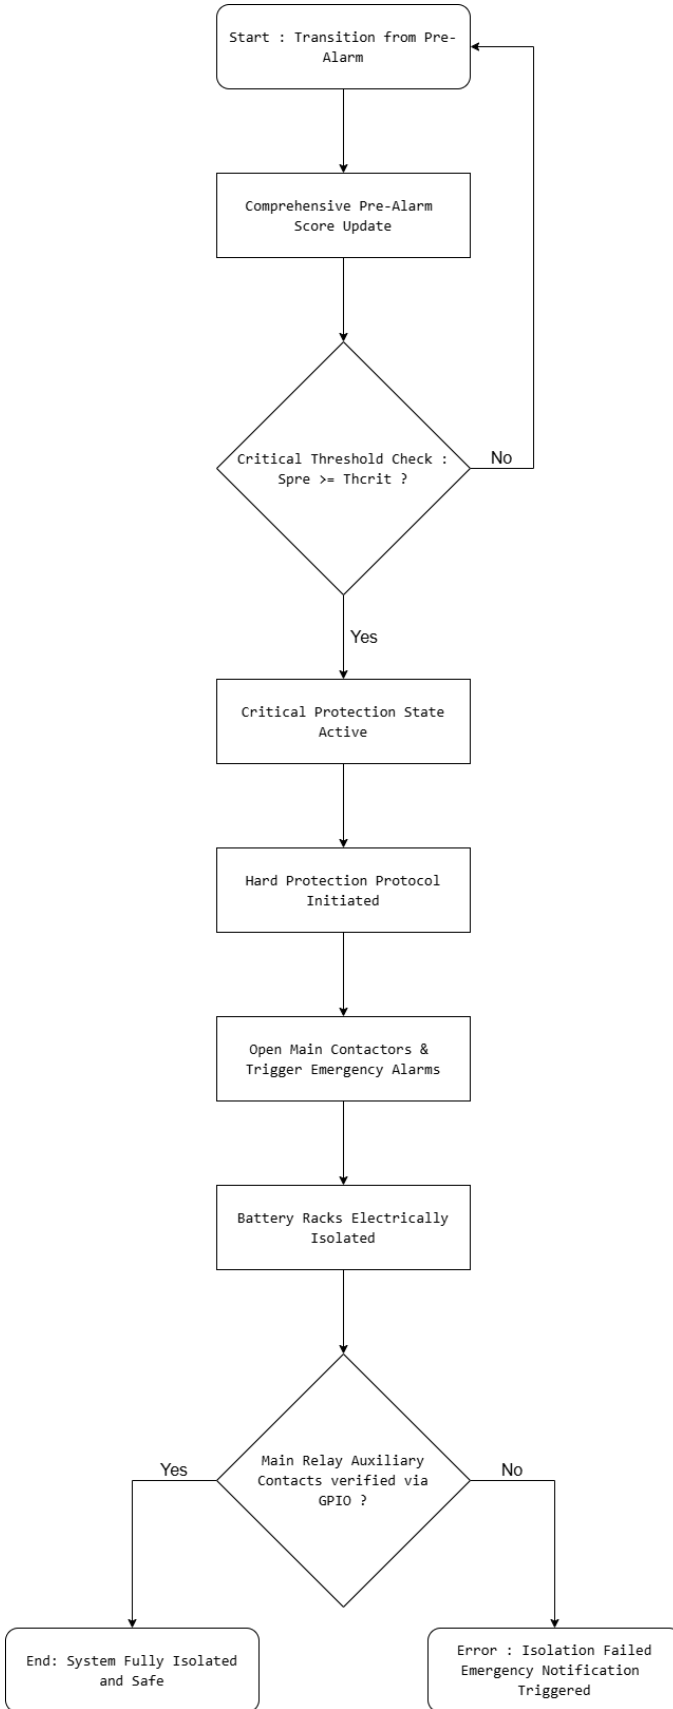 Start : Transition from Pre-
Alarm
Comprehensive Pre-Alarm
Score Update
Critical Threshold Check :
Spre >= Thcrit ?
No
Yes
Critical Protection State
Active
Hard Protection Protocol
Initiated
Open Main Contactors &
Trigger Emergency Alarms
Battery Racks Electrically
Isolated
Main Relay Auxiliary
Contacts verified via
GPIO ?
Yes
No
End: System Fully Isolated
and Safe
Error : Isolation Failed
Emergency Notification
Triggered